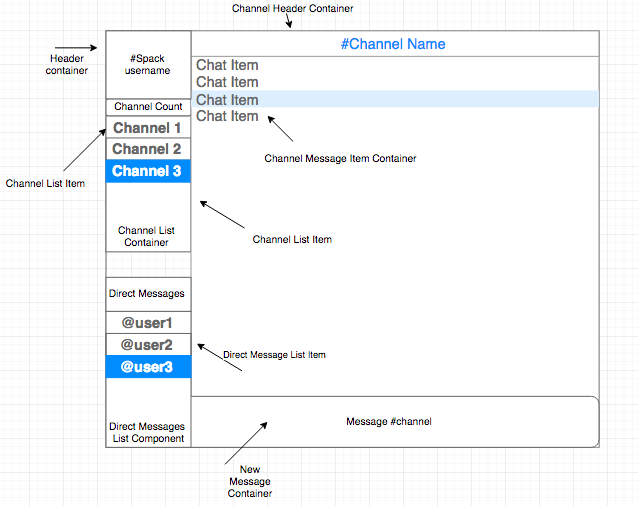 Channel Header Container
#Channel Name
Header
container
#Spack
username
Chat Item
Chat Item
Chat Item
Chat Item
Channel Count
Channel 1
Channel 2
Channel 3
Channel Message Item Container
Channel List Item
Channel List
Container
Channel List Item
Direct Messages
@user1
@user2
@user3
Direct Message List Item
Direct Messages
List Component
Message #channel
New
Message
Container